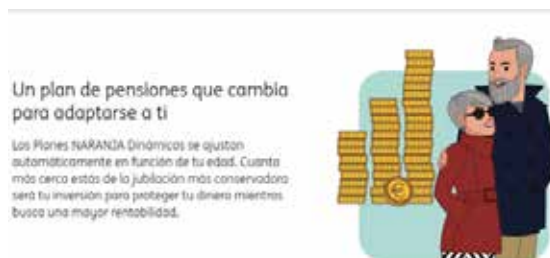 Un plan de pensiones que cambia
para adaptarse a ti
Los Planes NARANJA Dinámicos se ajustan
automáticamente en función de tu edad. Cuanto
más cerca estás de la jubilación más conservadora
será tu inversión para proteger tu dinero mientras
busca una mayor rentabilidad.